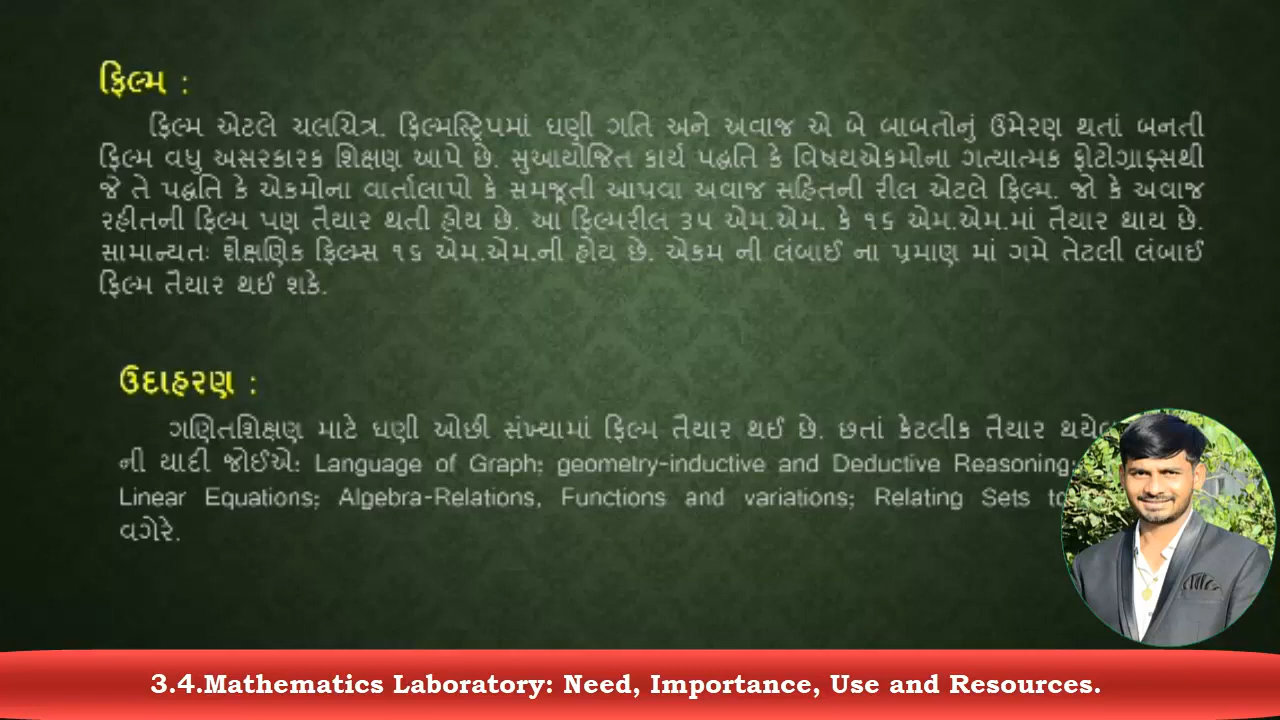 ફિલ્મ :
ફિલ્મ એટલે ચલચિત્ર. ફિલ્મસ્ટ્રિપમાં ઘણી ગતિ અને અવાજ એ બે બાબતોનું ઉમેરણ થતાં બનતી
ફિલ્મ વધુ અસરકારક શિક્ષણ આપે છે. સુઆયોજિત કાર્ય પદ્ધતિ કે વિષયએકમોના ગત્યાત્મક ફોટોગ્રાફ્સથી
જે તે પદ્ધતિ કે એકમોના વાર્તાલાપો કે સમજૂતી આપવા અવાજ સહિતની રીલ એટલે ફિલ્મ. જો કે અવાજ
રહીતની ફિલ્મ પણ તૈયાર થતી હોય છે. આ ફિલ્મરીલ ૩૫ એમ.એમ. કે ૧૬ એમ.એમ.માં તૈયાર થાય છે.
સામાન્યતઃ શૈક્ષણિક ફિલ્મ્સ ૧૬ એમ.એમ.ની હોય છે. એકમ ની લંબાઈ ના પ્રમાણ માં ગમે તેટલી લંબાઈ
ફિલ્મ તૈયાર થઈ શકે.
ઉદાહરણ :
ગણિતશિક્ષણ માટે ઘણી ઓછી સંખ્યામાં ફિલ્મ તૈયાર થઈ છે. છતાં કેટલીક તૈયાર
ની યાદી જોઈએ: Language of Graph; geometry-inductive and Deductive Reasoning;
Linear Equations; Algebra-Relations, Functions and variations; Relating Sets
વગેરે.
3.4.Mathematics Laboratory: Need, Importance, Use and Resources.